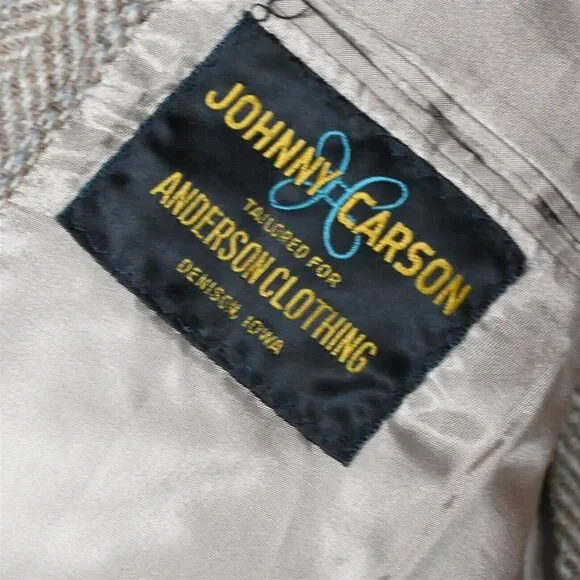 JOHNNY CARSON
TAILORED FOR
ANDERSON CLOTHING
DENISON, IOWA